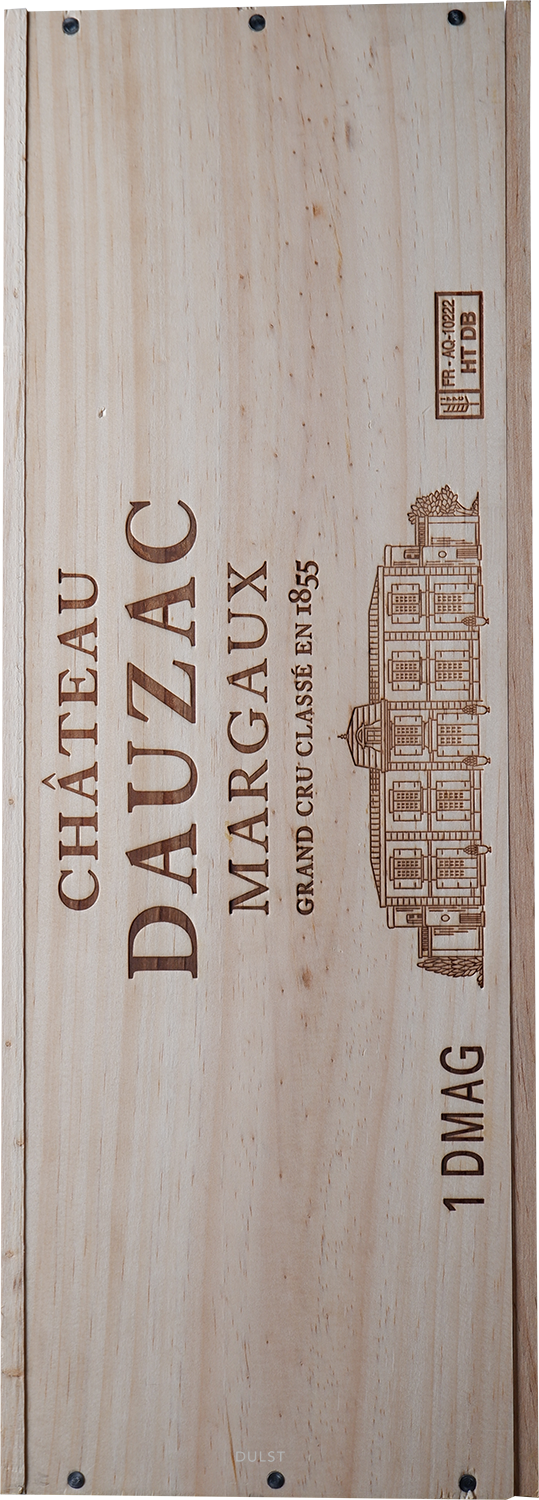 CHÂTEAU
DAUZAC
MARGAUX
GRAND CRU CLASSÉ EN 1855
FR - AQ-10222
HT DB
1 DMAG
DULST